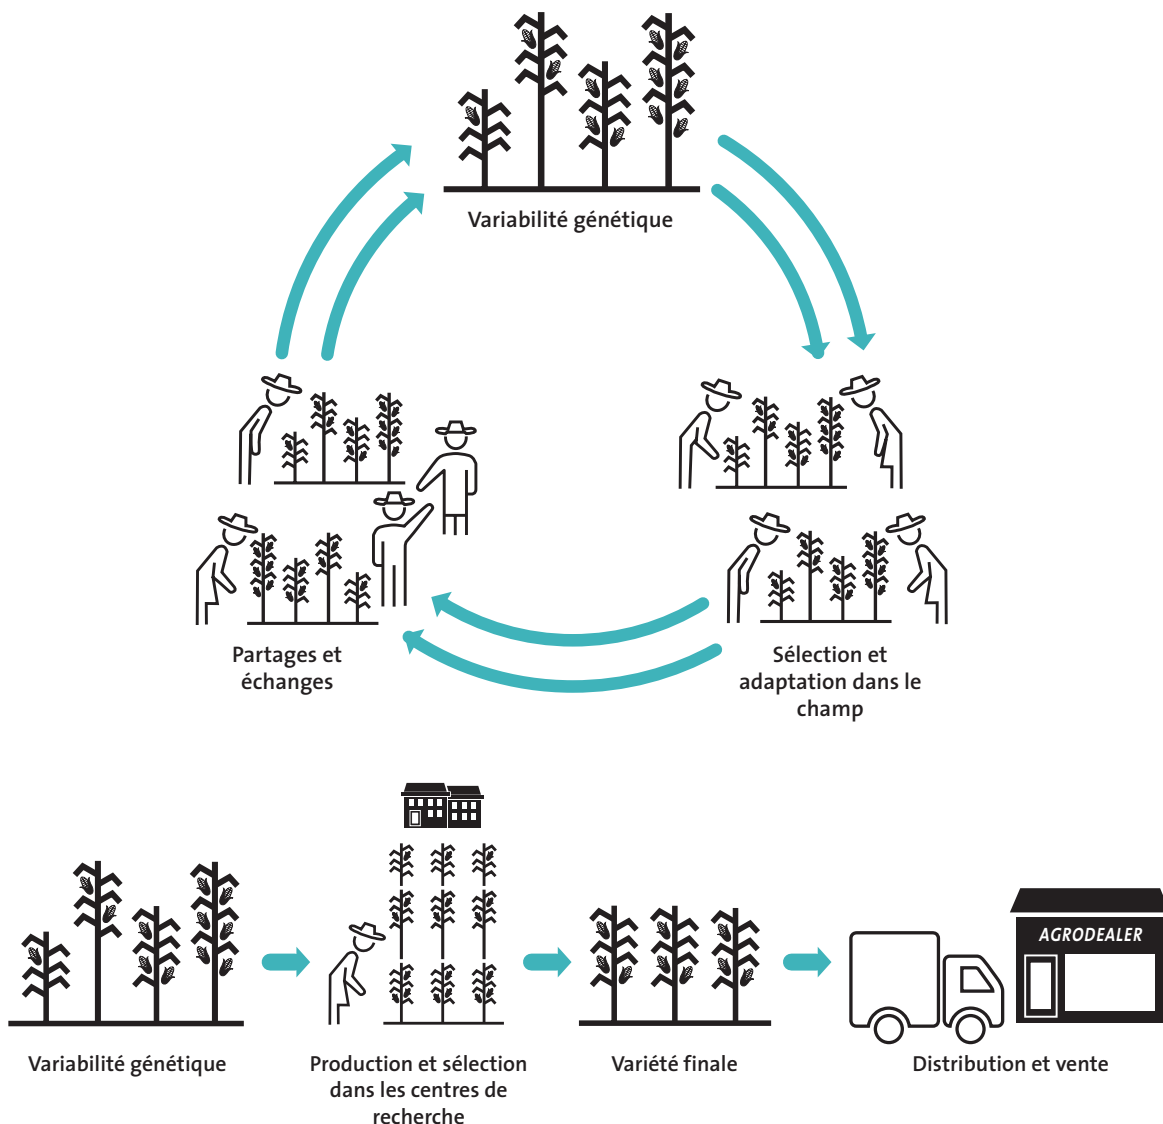 Variabilité génétique
Partages et
échanges
Sélection et
adaptation dans le
champ
AGRODEALER
Variabilité génétique
Production et sélection
dans les centres de
recherche
Variété finale
Distribution et vente